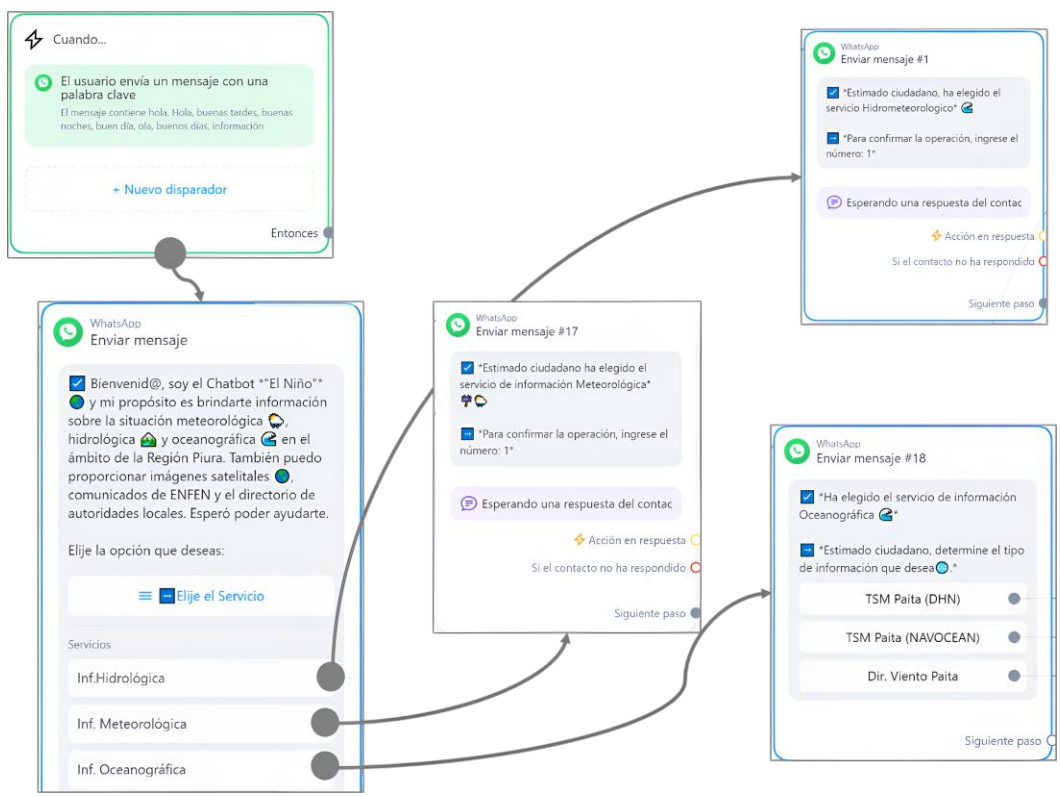 Cuando...
El usuario envía un mensaje con una
palabra clave
El mensaje contiene hola, Hola, buenas tardes, buenas
noches, buen día, ola, buenos días, información
+ Nuevo disparador
Entonces
WhatsApp
Enviar mensaje
Bienvenid@, soy el Chatbot *"El Niño"*
y mi propósito es brindarte información
sobre la situación meteorológica ,
hidrológica y oceanográfica en el
ámbito de la Región Piura. También puedo
proporcionar imágenes satelitales ,
comunicados de ENFEN y el directorio de
autoridades locales. Esperó poder ayudarte.
Elije la opción que deseas:
Elije el Servicio
Servicios
Inf.Hidrológica
Inf. Meteorológica
Inf. Oceanográfica
WhatsApp
Enviar mensaje #17
*Estimado ciudadano ha elegido el
servicio de información Meteorológica*
*Para confirmar la operación, ingrese el
número: 1*
Esperando una respuesta del contac
Acción en respuesta
Si el contacto no ha respondido
Siguiente paso
WhatsApp
Enviar mensaje #1
*Estimado ciudadano, ha elegido el
servicio Hidrometeorologico*
*Para confirmar la operación, ingrese el
número: 1*
Esperando una respuesta del contac
Acción en respuesta
Si el contacto no ha respondido
Siguiente paso
WhatsApp
Enviar mensaje #18
*Ha elegido el servicio de información
Oceanográfica *
*Estimado ciudadano, determine el tipo
de información que desea .*
TSM Paita (DHN)
TSM Paita (NAVOCEAN)
Dir. Viento Paita
Siguiente paso